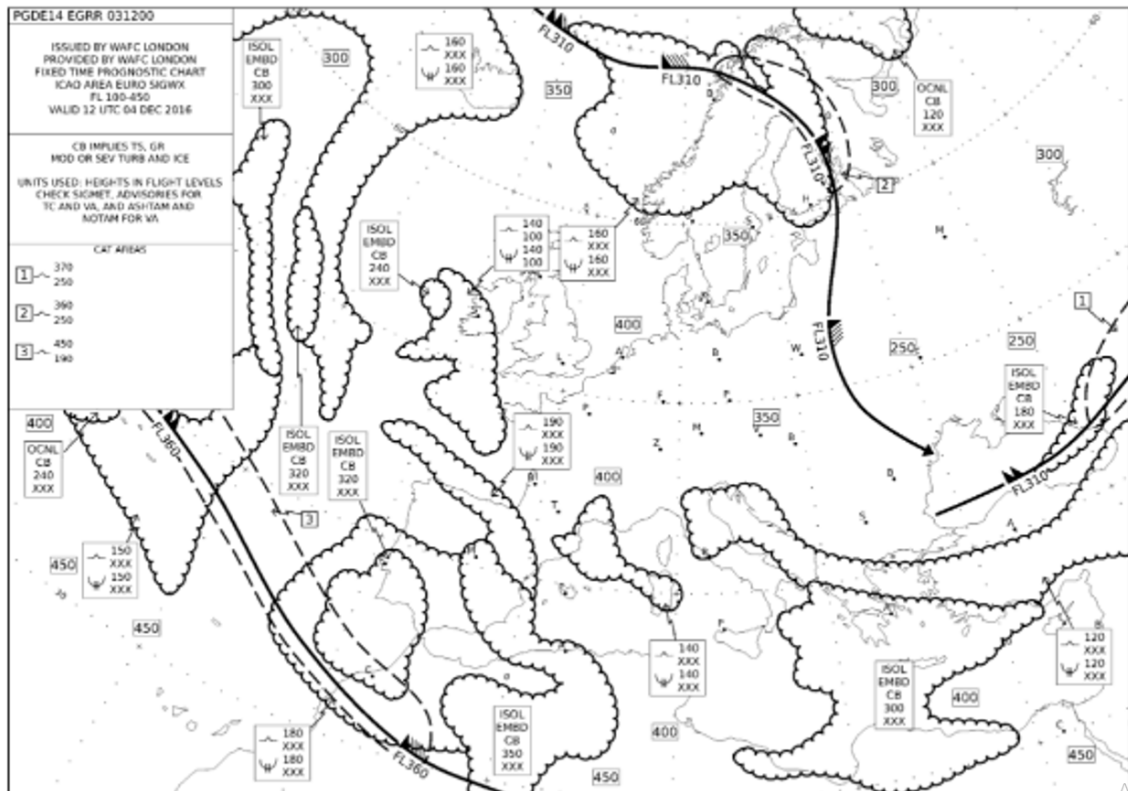 PGDE14 EGRR 031200
ISSUED BY WAFC LONDON
PROVIDED BY WAFC LONDON
FIXED TIME PROGNOSTIC CHART
ICAO AREA EURO SIGWX
FL 100-450
VALID 12 UTC 04 DEC 2016
CB IMPLIES TS, GR
MOD OR SEV TURB AND ICE
UNITS USED: HEIGHTS IN FLIGHT LEVELS
CHECK SIGMET, ADVISORIES FOR
TC AND VA, AND ASHTAM AND
NOTAM FOR VA
CAT AREAS
1 370
250
2 360
250
3 450
190
ISOL
EMBD
CB
300
XXX
300
160
XXX
160
XXX
FL310
350
FL310
300
OCNL
CB
120
XXX
300
FL310
2
ISOL
EMBD
CB
240
XXX
140
100
140
100
160
XXX
160
XXX
60
350
H
M
1
400
FL310
250
250
A
B
W
ISOL
EMBD
CB
180
XXX
400
OCNL
CB
240
XXX
FL360
ISOL
EMBD
CB
320
XXX
ISOL
EMBD
CB
320
XXX
190
XXX
190
XXX
350
P
F
P
Z
M
V
B
400
B
FL310
3
T
S
A
450
150
XXX
150
XXX
M
450
140
XXX
140
XXX
120
XXX
120
XXX
ISOL
EMBD
CB
300
XXX
400
400
C
450
180
XXX
180
XXX
FL360
ISOL
EMBD
CB
350
XXX
450